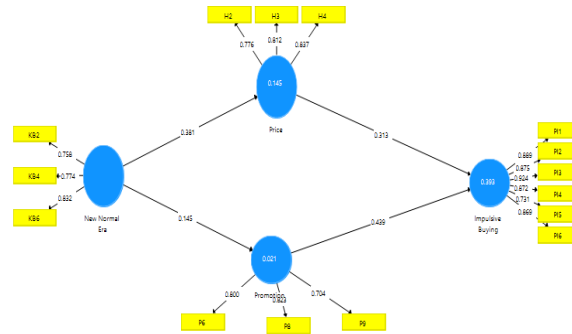 H2
H3
H4
0.776
0.812
0.837
0.145
Price
0.381
0.313
KB2
KB4
KB6
0.758
0.774
0.832
New Normal
Era
0.393
Impulsive
Buying
PI1
PI2
PI3
PI4
PI5
PI6
0.875
0.924
0.872
0.731
0.869
0.145
0.439
0.021
Promotion
0.800
0.704
P6
P8
P9